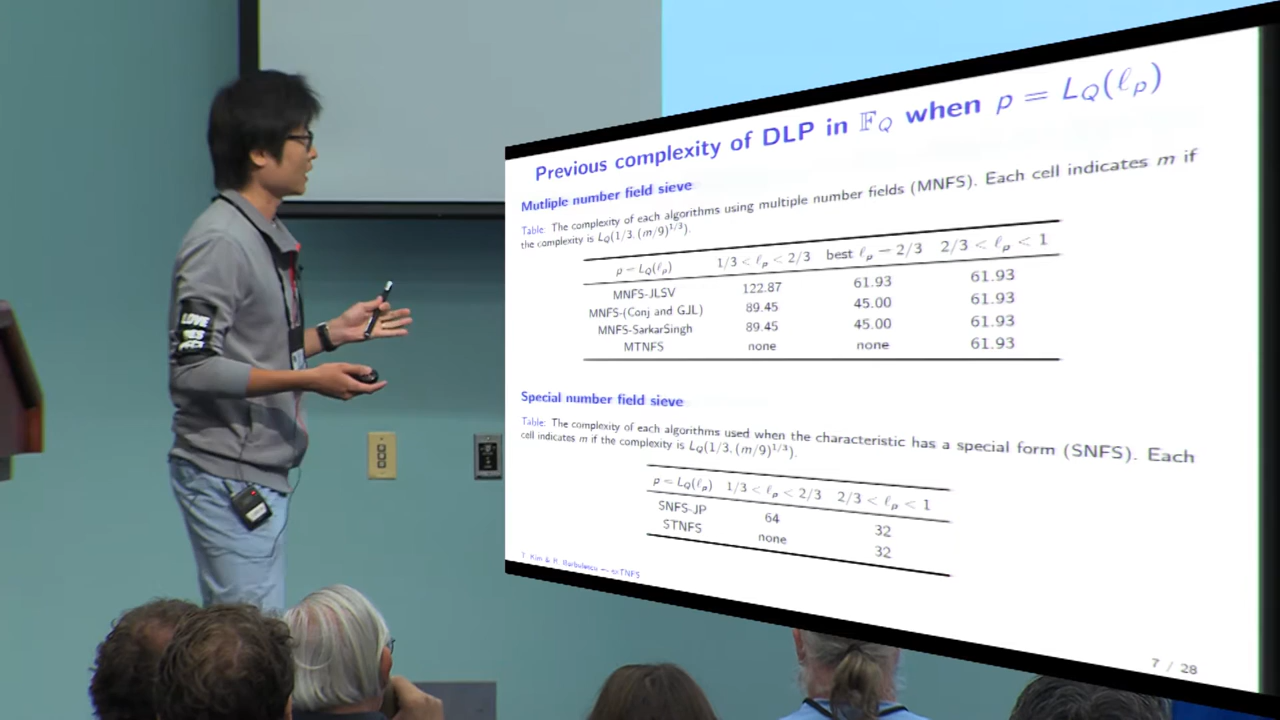 Previous complexity of DLP in 𝔽_Q when p = L_Q(ℓ_p)
Mutliple number field sieve
Table: The complexity of each algorithms using multiple number fields (MNFS). Each cell indicates m if
the complexity is L_Q(1/3, (m/9)^{1/3}).
p = L_Q(ℓ_p) 1/3 < ℓ_p < 2/3 best ℓ_p = 2/3 2/3 < ℓ_p < 1
MNFS-JLSV 122.87 61.93 61.93
MNFS-(Conj and GJL) 89.45 45.00 61.93
MNFS-SarkarSingh 89.45 45.00 61.93
MTNFS none none 61.93
Special number field sieve
Table: The complexity of each algorithms used when the characteristic has a special form (SNFS). Each
cell indicates m if the complexity is L_Q(1/3, (m/9)^{1/3}).
p = L_Q(ℓ_p) 1/3 < ℓ_p < 2/3 2/3 < ℓ_p < 1
SNFS-JP 64 32
STNFS none 32
T. Kim & R. Barbulescu — exTNFS
7 / 28
LOVE